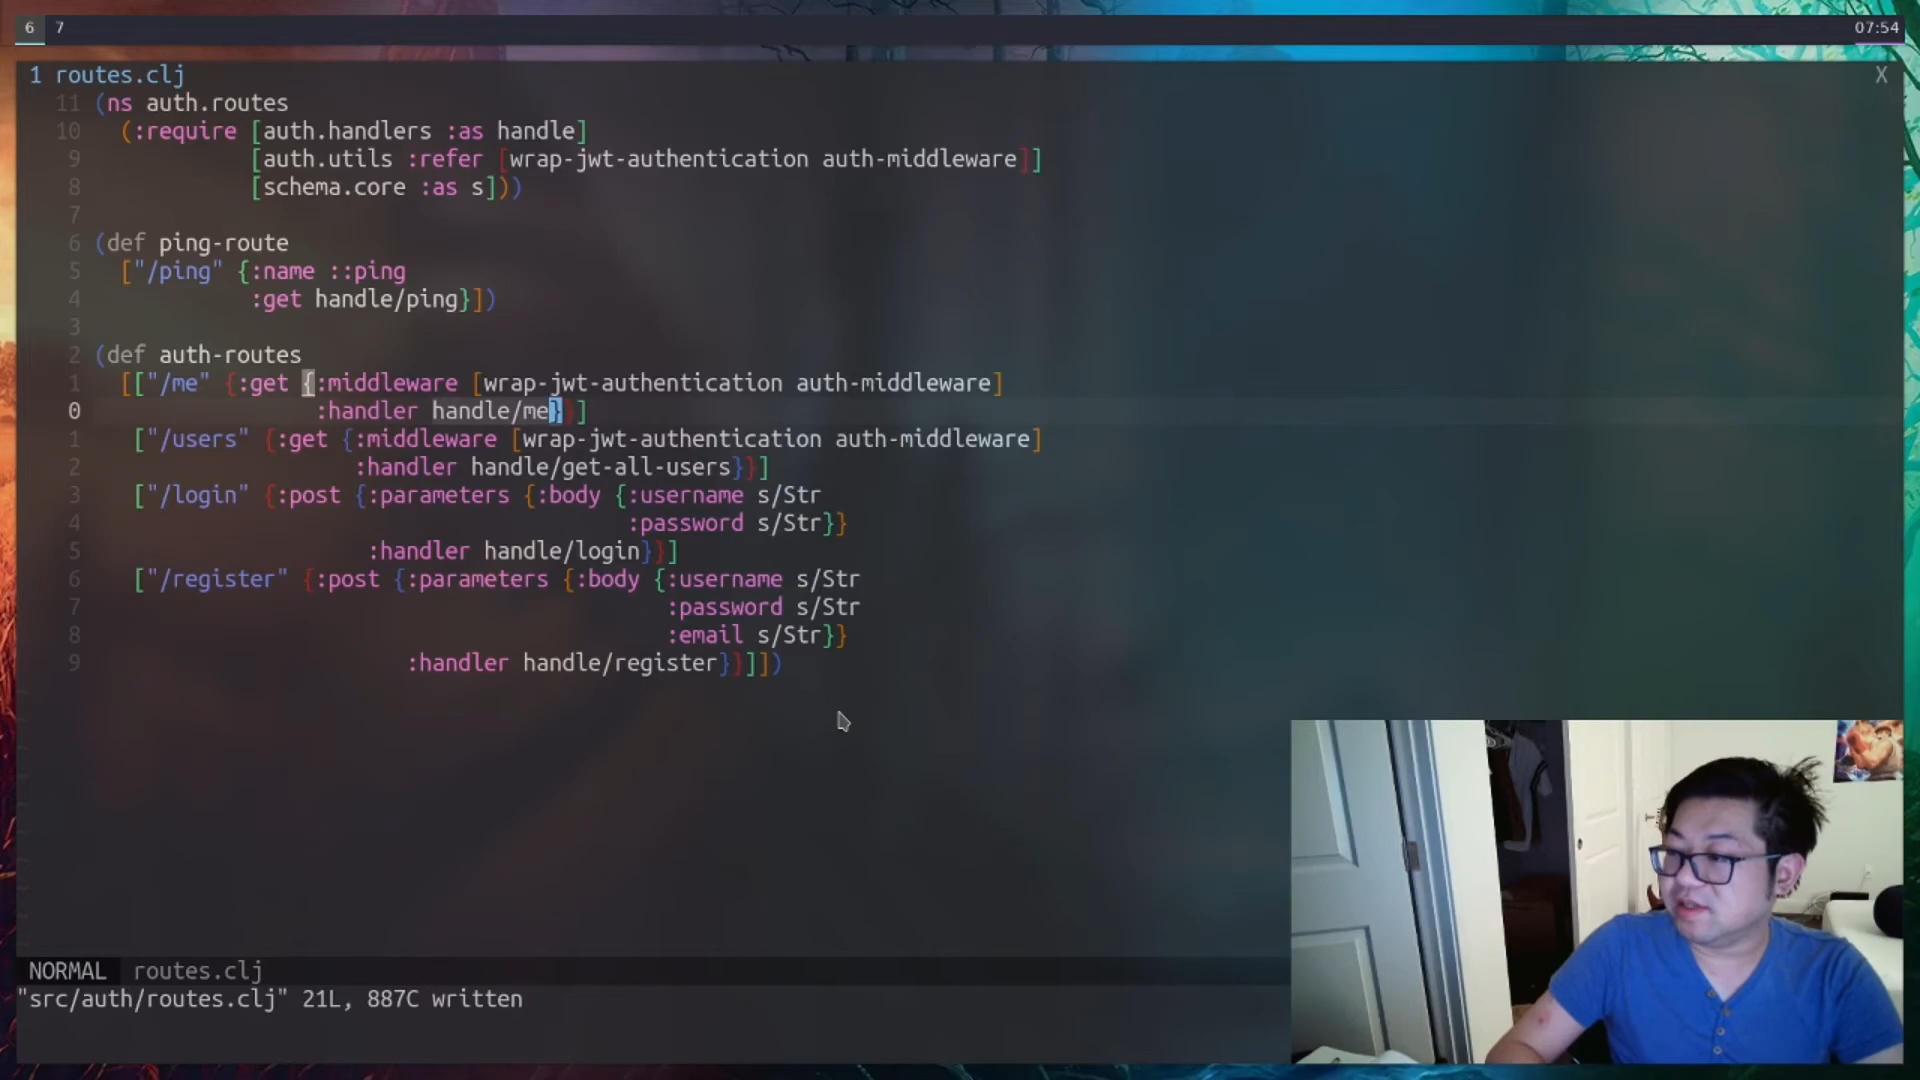 6 7 07:54
1 routes.clj X
11 (ns auth.routes
10 (:require [auth.handlers :as handle]
9 [auth.utils :refer [wrap-jwt-authentication auth-middleware]]
8 [schema.core :as s]))
7
6 (def ping-route
5 ["/ping" {:name ::ping
4 :get handle/ping}])
3
2 (def auth-routes
1 [["/me" {:get {:middleware [wrap-jwt-authentication auth-middleware]
0 :handler handle/me}}]
1 ["/users" {:get {:middleware [wrap-jwt-authentication auth-middleware]
2 :handler handle/get-all-users}}]
3 ["/login" {:post {:parameters {:body {:username s/Str
4 :password s/Str}}
5 :handler handle/login}}]
6 ["/register" {:post {:parameters {:body {:username s/Str
7 :password s/Str
8 :email s/Str}}
9 :handler handle/register}}]])
NORMAL routes.clj
"src/auth/routes.clj" 21L, 887C written